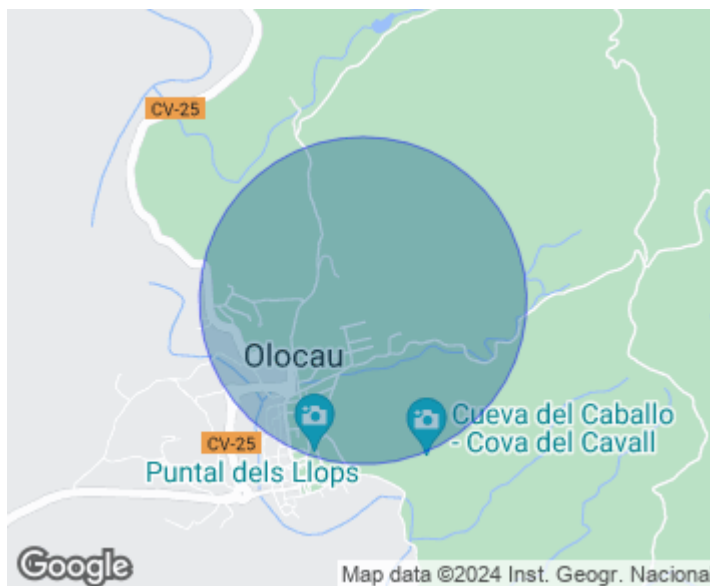 CV-25
Olocau
Cueva del Caballo
- Cova del Cavall
CV-25
Puntal dels Llops
Google
Map data ©2024 Inst. Geogr. Naciona